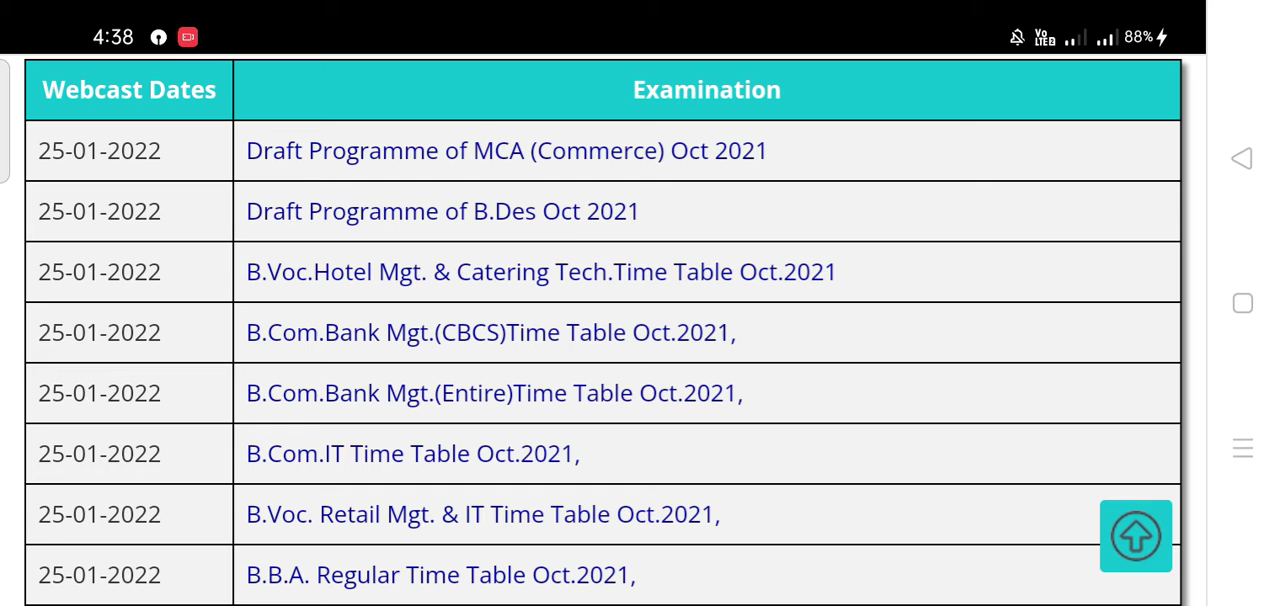 4:38
Vo LTE2 88%
Webcast Dates Examination
25-01-2022 Draft Programme of MCA (Commerce) Oct 2021
25-01-2022 Draft Programme of B.Des Oct 2021
25-01-2022 B.Voc.Hotel Mgt. & Catering Tech.Time Table Oct.2021
25-01-2022 B.Com.Bank Mgt.(CBCS)Time Table Oct.2021,
25-01-2022 B.Com.Bank Mgt.(Entire)Time Table Oct.2021,
25-01-2022 B.Com.IT Time Table Oct.2021,
25-01-2022 B.Voc. Retail Mgt. & IT Time Table Oct.2021,
25-01-2022 B.B.A. Regular Time Table Oct.2021,